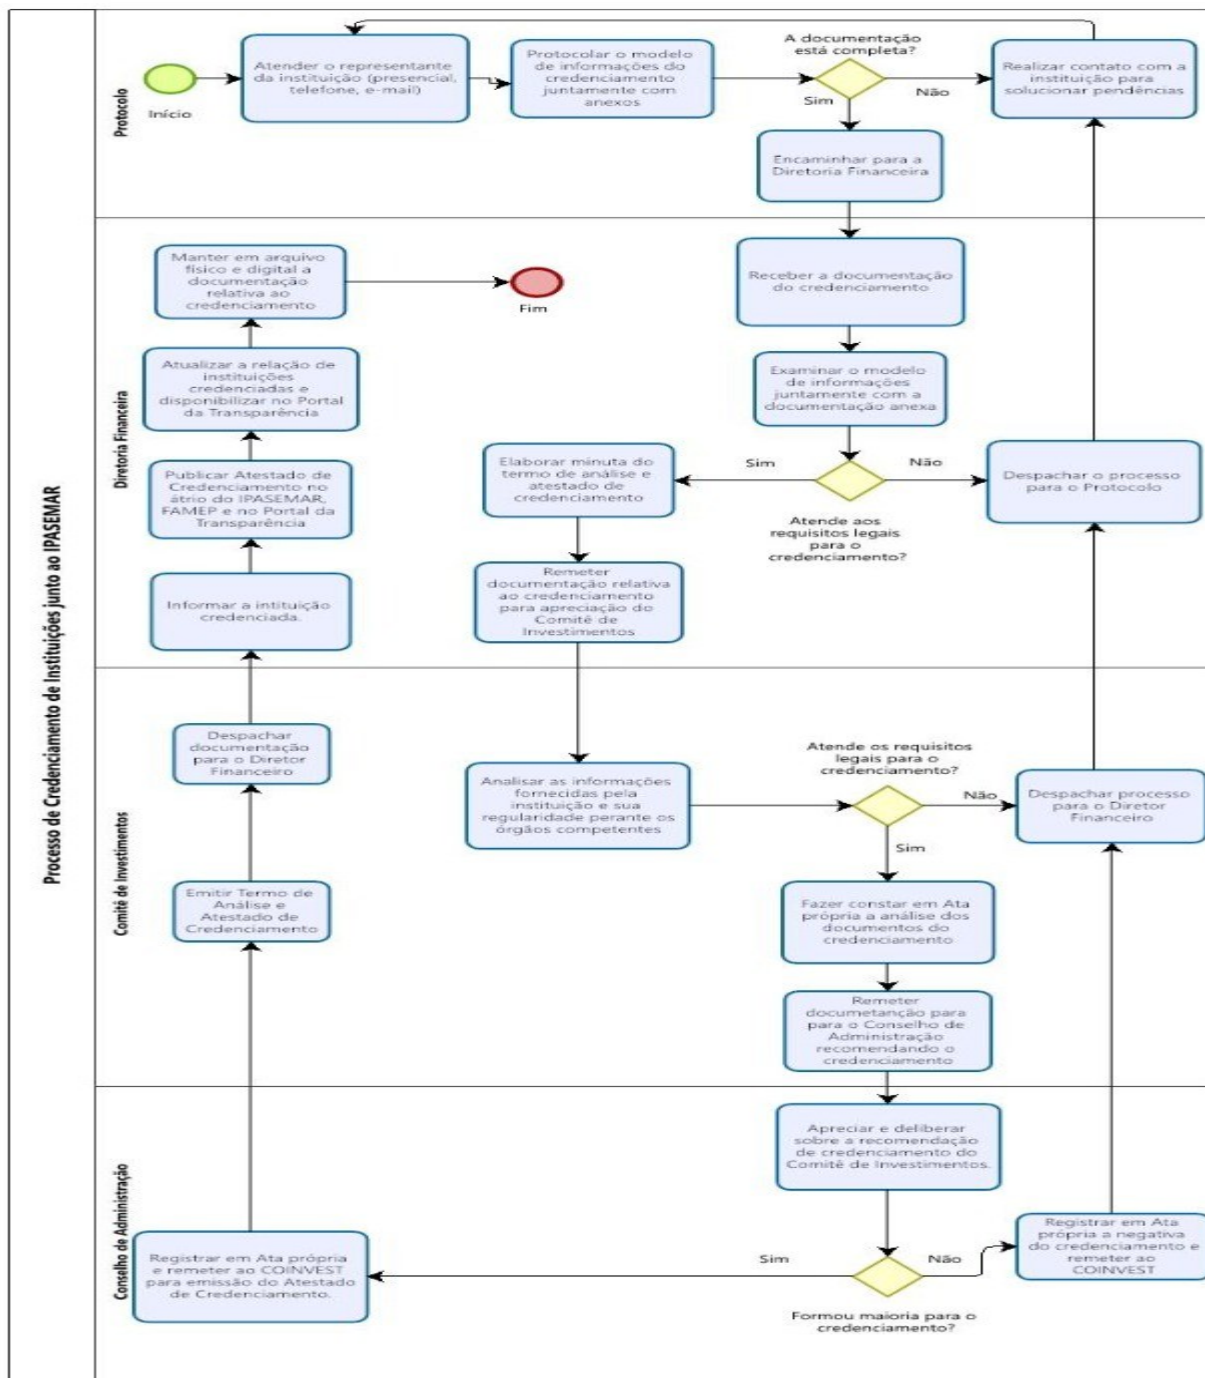 Processo de Credenciamento de Instituições junto ao IPASEMAR
Protocolo
Início
Atender o representante
da instituição (presencial,
telefone, e-mail)
Protocolar o modelo
de informações do
credenciamento
juntamente com
anexos
A documentação
está completa?
Sim
Não
Realizar contato com a
instituição para
solucionar pendências
Encaminhar para a
Diretoria Financeira
Diretoria Financeira
Manter em arquivo
físico e digital a
documentação
relativa ao
credenciamento
Fim
Receber a documentação
do credenciamento
Atualizar a relação de
instituições
credenciadas e
disponibilizar no Portal
da Transparência
Examinar o modelo
de informações
juntamente com a
documentação anexa
Publicar Atestado de
Credenciamento no
átrio do IPASEMAR,
FAMEP e no Portal da
Transparência
Elaborar minuta do
termo de análise e
atestado de
credenciamento
Sim
Não
Despachar o processo
para o Protocolo
Atende aos
requisitos legais
para o
credenciamento?
Informar a intituição
credenciada.
Remeter
documentação relativa
ao credenciamento
para apreciação do
Comitê de
Investimentos
Comitê de Investimentos
Despachar
documentação
para o Diretor
Financeiro
Analisar as informações
fornecidas pela
instituição e sua
regularidade perante os
órgãos competentes
Atende os requisitos
legais para o
credenciamento?
Não
Sim
Despachar processo
para o Diretor
Financeiro
Emitir Termo de
Análise e
Atestado de
Credenciamento
Fazer constar em Ata
própria a análise dos
documentos do
credenciamento
Remeter
documetanção para
para o Conselho de
Administração
recomendando o
credenciamento
Conselho de Administração
Apreciar e deliberar
sobre a recomendação
de credenciamento do
Comitê de Investimentos.
Registrar em Ata própria
e remeter ao COINVEST
para emissão do Atestado
de Credenciamento.
Sim
Não
Registrar em Ata
própria a negativa
do credenciamento e
remeter ao
COINVEST
Formou maioria para o
credenciamento?